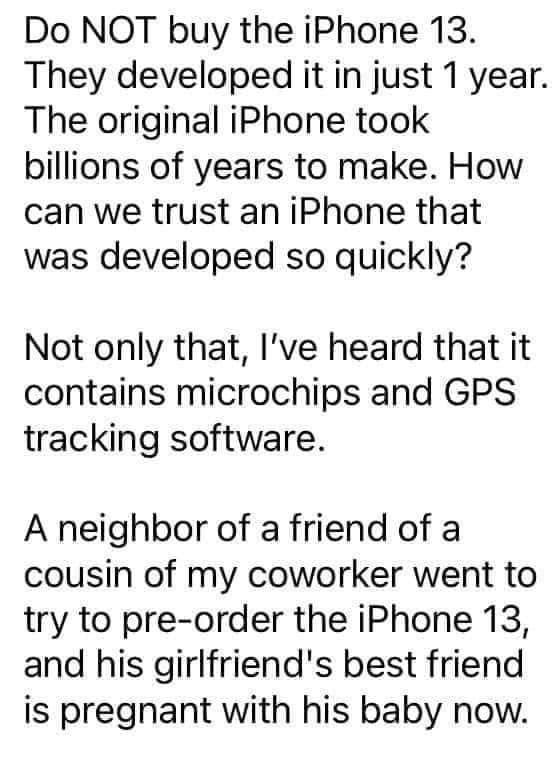 Do NOT buy the iPhone 13.
They developed it in just 1 year.
The original iPhone took
billions of years to make. How
can we trust an iPhone that
was developed so quickly?
Not only that, I've heard that it
contains microchips and GPS
tracking software.
A neighbor of a friend of a
cousin of my coworker went to
try to pre-order the iPhone 13,
and his girlfriend's best friend
is pregnant with his baby now.